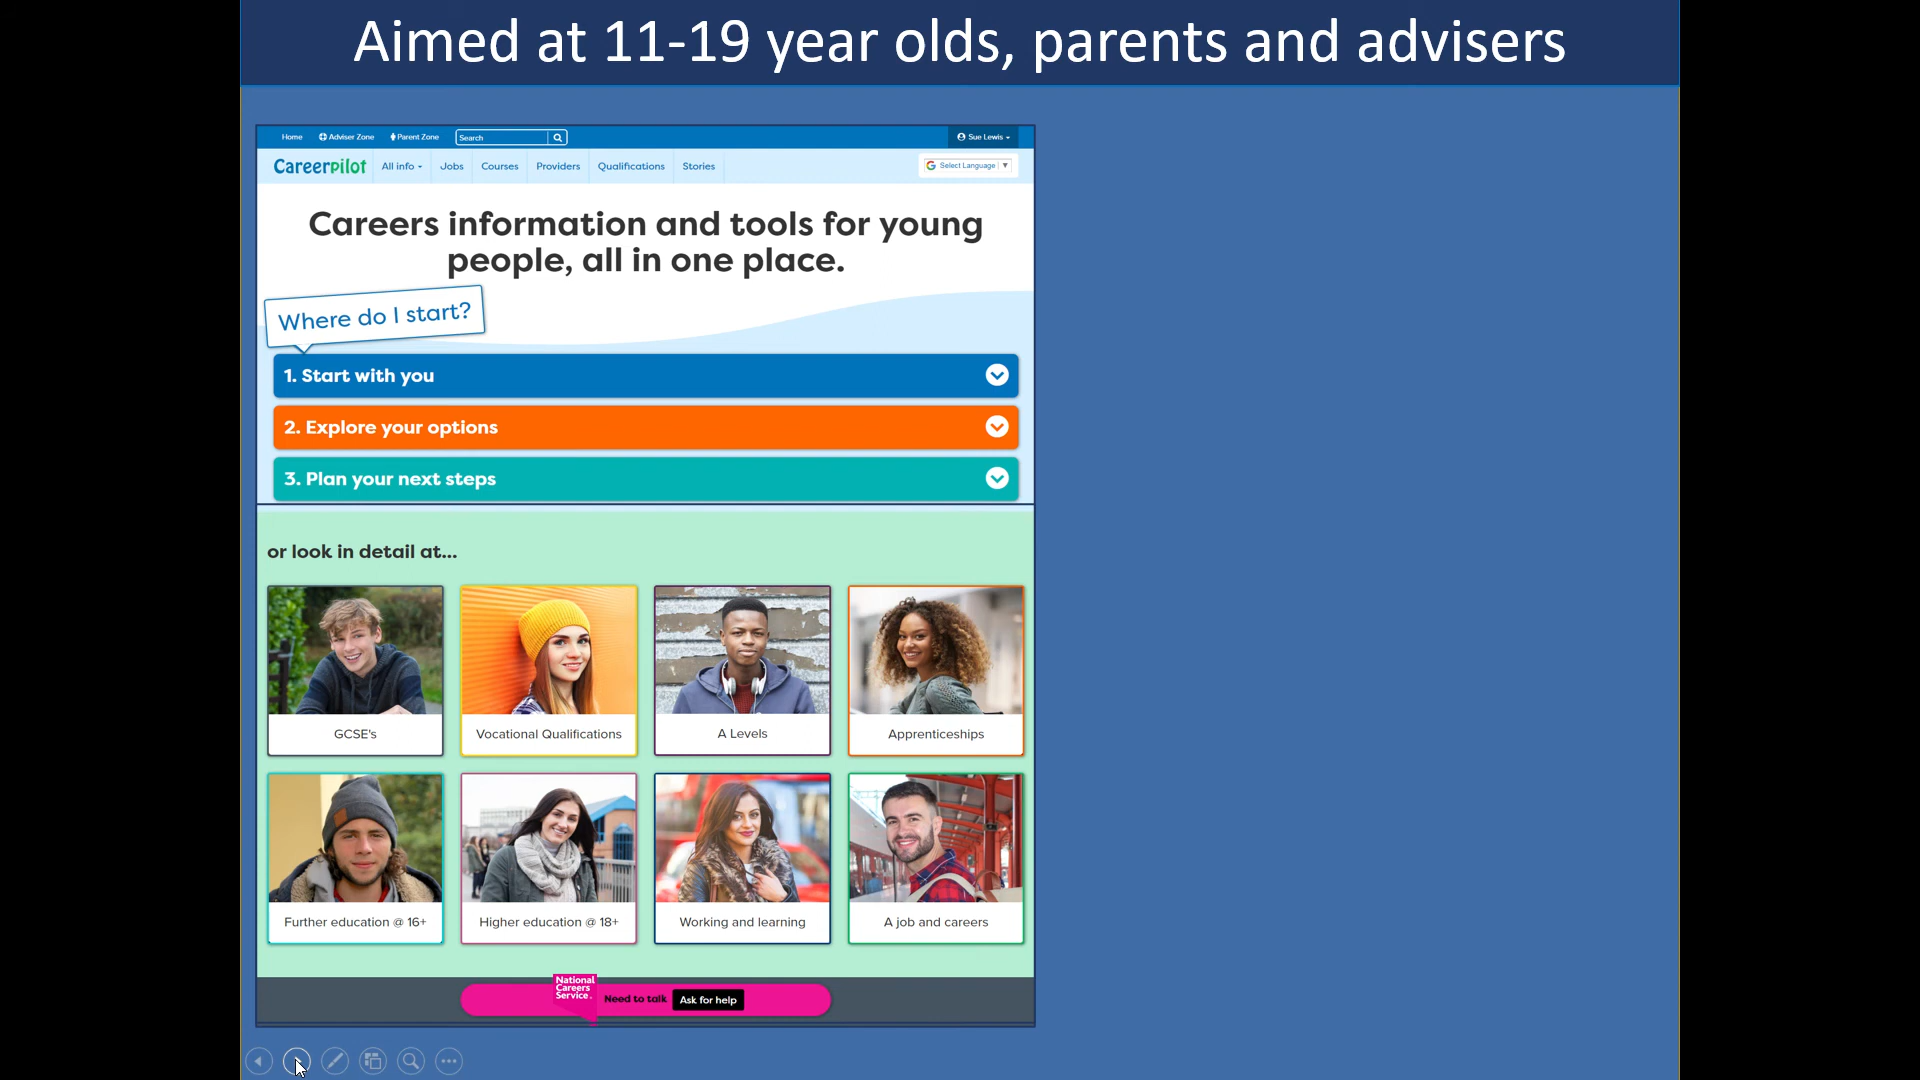 Aimed at 11-19 year olds, parents and advisers
Home Adviser Zone Parent Zone Search Sue Lewis
Careerpilot All info Jobs Courses Providers Qualifications Stories Select Language
Careers information and tools for young
people, all in one place.
Where do I start?
1. Start with you
2. Explore your options
3. Plan your next steps
or look in detail at...
GCSE's Vocational Qualifications A Levels Apprenticeships
Further education @ 16+ Higher education @ 18+ Working and learning A job and careers
National
Careers
Service.
Need to talk Ask for help